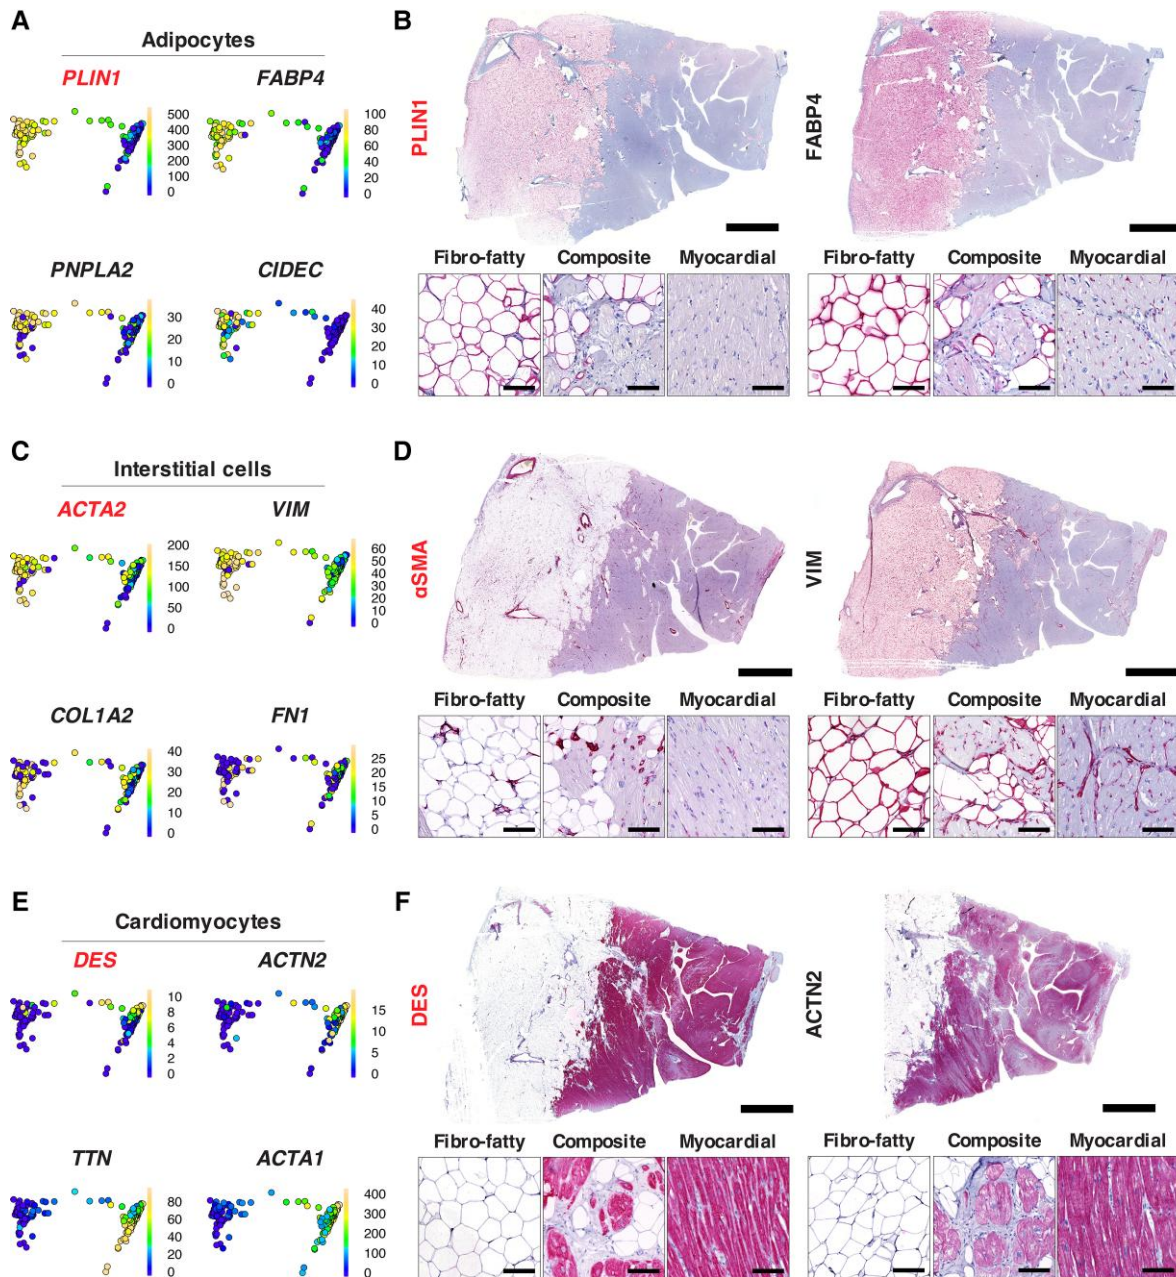 A
Adipocytes
PLIN1 FABP4
500
400
300
200
100
0
100
80
60
40
20
0
PNPLA2 CIDEC
30
20
10
0
40
30
20
10
0
B
PLIN1
FABP4
Fibro-fatty Composite Myocardial
Fibro-fatty Composite Myocardial
C
Interstitial cells
ACTA2 VIM
200
150
100
50
0
60
50
40
30
20
10
0
COL1A2 FN1
40
30
20
10
0
25
20
15
10
5
0
D
αSMA
VIM
Fibro-fatty Composite Myocardial
Fibro-fatty Composite Myocardial
E
Cardiomyocytes
DES ACTN2
10
8
6
4
2
0
15
10
5
0
TTN ACTA1
80
60
40
20
0
400
300
200
100
0
F
DES
ACTN2
Fibro-fatty Composite Myocardial
Fibro-fatty Composite Myocardial